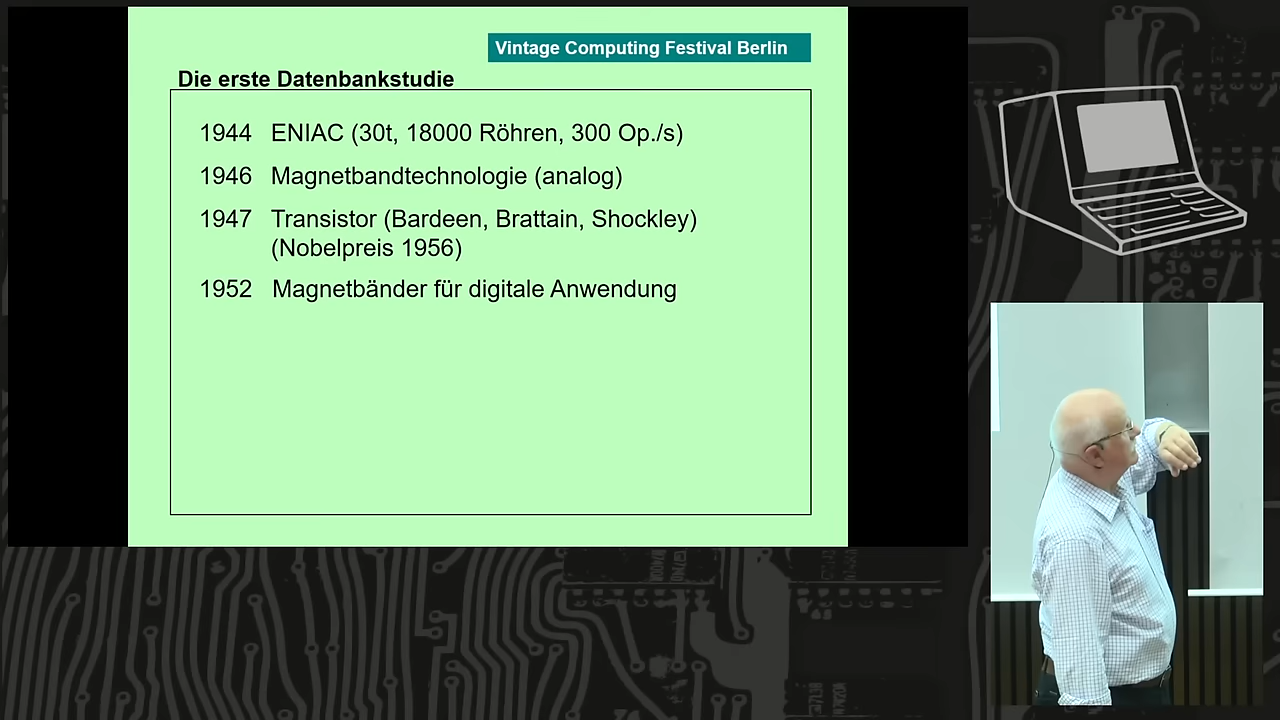 Vintage Computing Festival Berlin
Die erste Datenbankstudie
1944 ENIAC (30t, 18000 Röhren, 300 Op./s)
1946 Magnetbandtechnologie (analog)
1947 Transistor (Bardeen, Brattain, Shockley)
(Nobelpreis 1956)
1952 Magnetbänder für digitale Anwendung